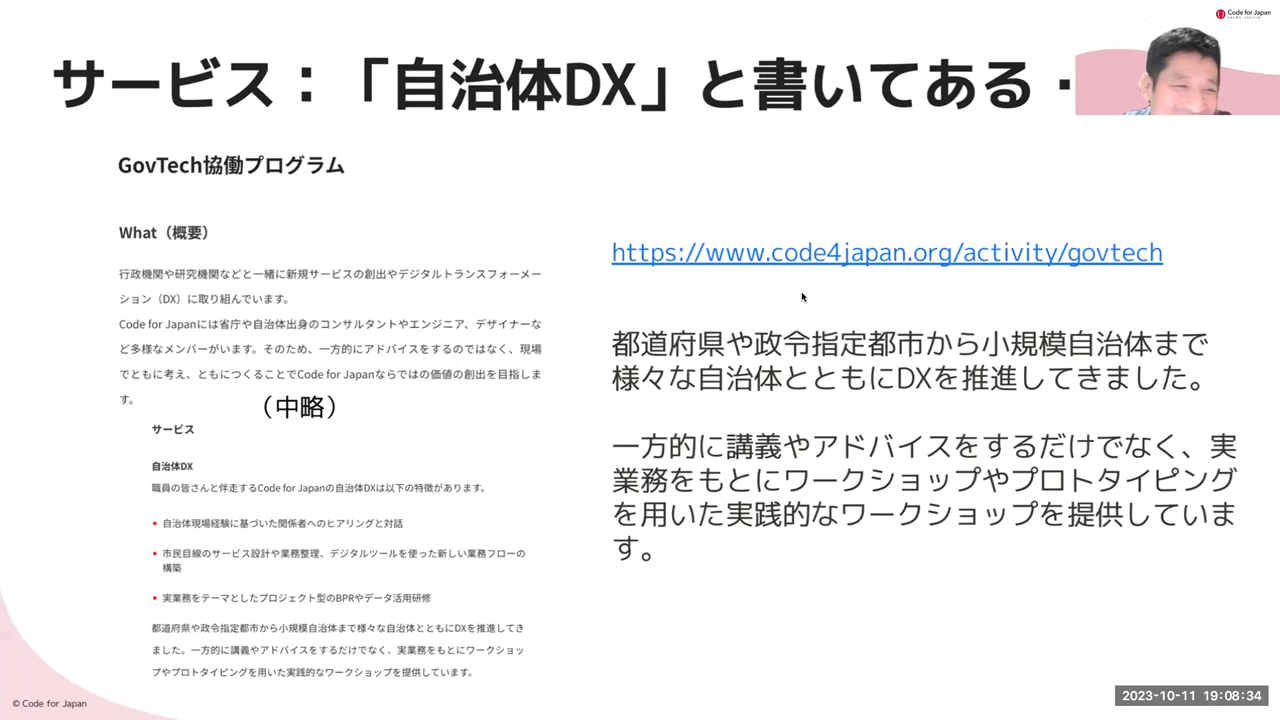 Code for Japan
サービス：「自治体DX」と書いてある・
GovTech協働プログラム
What（概要）
行政機関や研究機関などと一緒に新規サービスの創出やデジタルトランスフォーメー
ション（DX）に取り組んでいます。
Code for Japanには省庁や自治体出身のコンサルタントやエンジニア、デザイナーな
ど多様なメンバーがいます。そのため、一方的にアドバイスをするのではなく、現場
でともに考え、ともにつくることでCode for Japanならではの価値の創出を目指しま
す。
（中略）
サービス
自治体DX
職員の皆さんと伴走するCode for Japanの自治体DXは以下の特徴があります。
• 自治体現場経験に基づいた関係者へのヒアリングと対話
• 市民目線のサービス設計や業務整理、デジタルツールを使った新しい業務フローの
構築
• 実業務をテーマとしたプロジェクト型のBPRやデータ活用研修
都道府県や政令指定都市から小規模自治体まで様々な自治体とともにDXを推進してき
ました。一方的に講義やアドバイスをするだけでなく、実業務をもとにワークショッ
プやプロトタイピングを用いた実践的なワークショップを提供しています。
https://www.code4japan.org/activity/govtech
都道府県や政令指定都市から小規模自治体まで
様々な自治体とともにDXを推進してきました。
一方的に講義やアドバイスをするだけでなく、実
業務をもとにワークショップやプロトタイピング
を用いた実践的なワークショップを提供していま
す。
© Code for Japan
2023-10-11 19:08:34